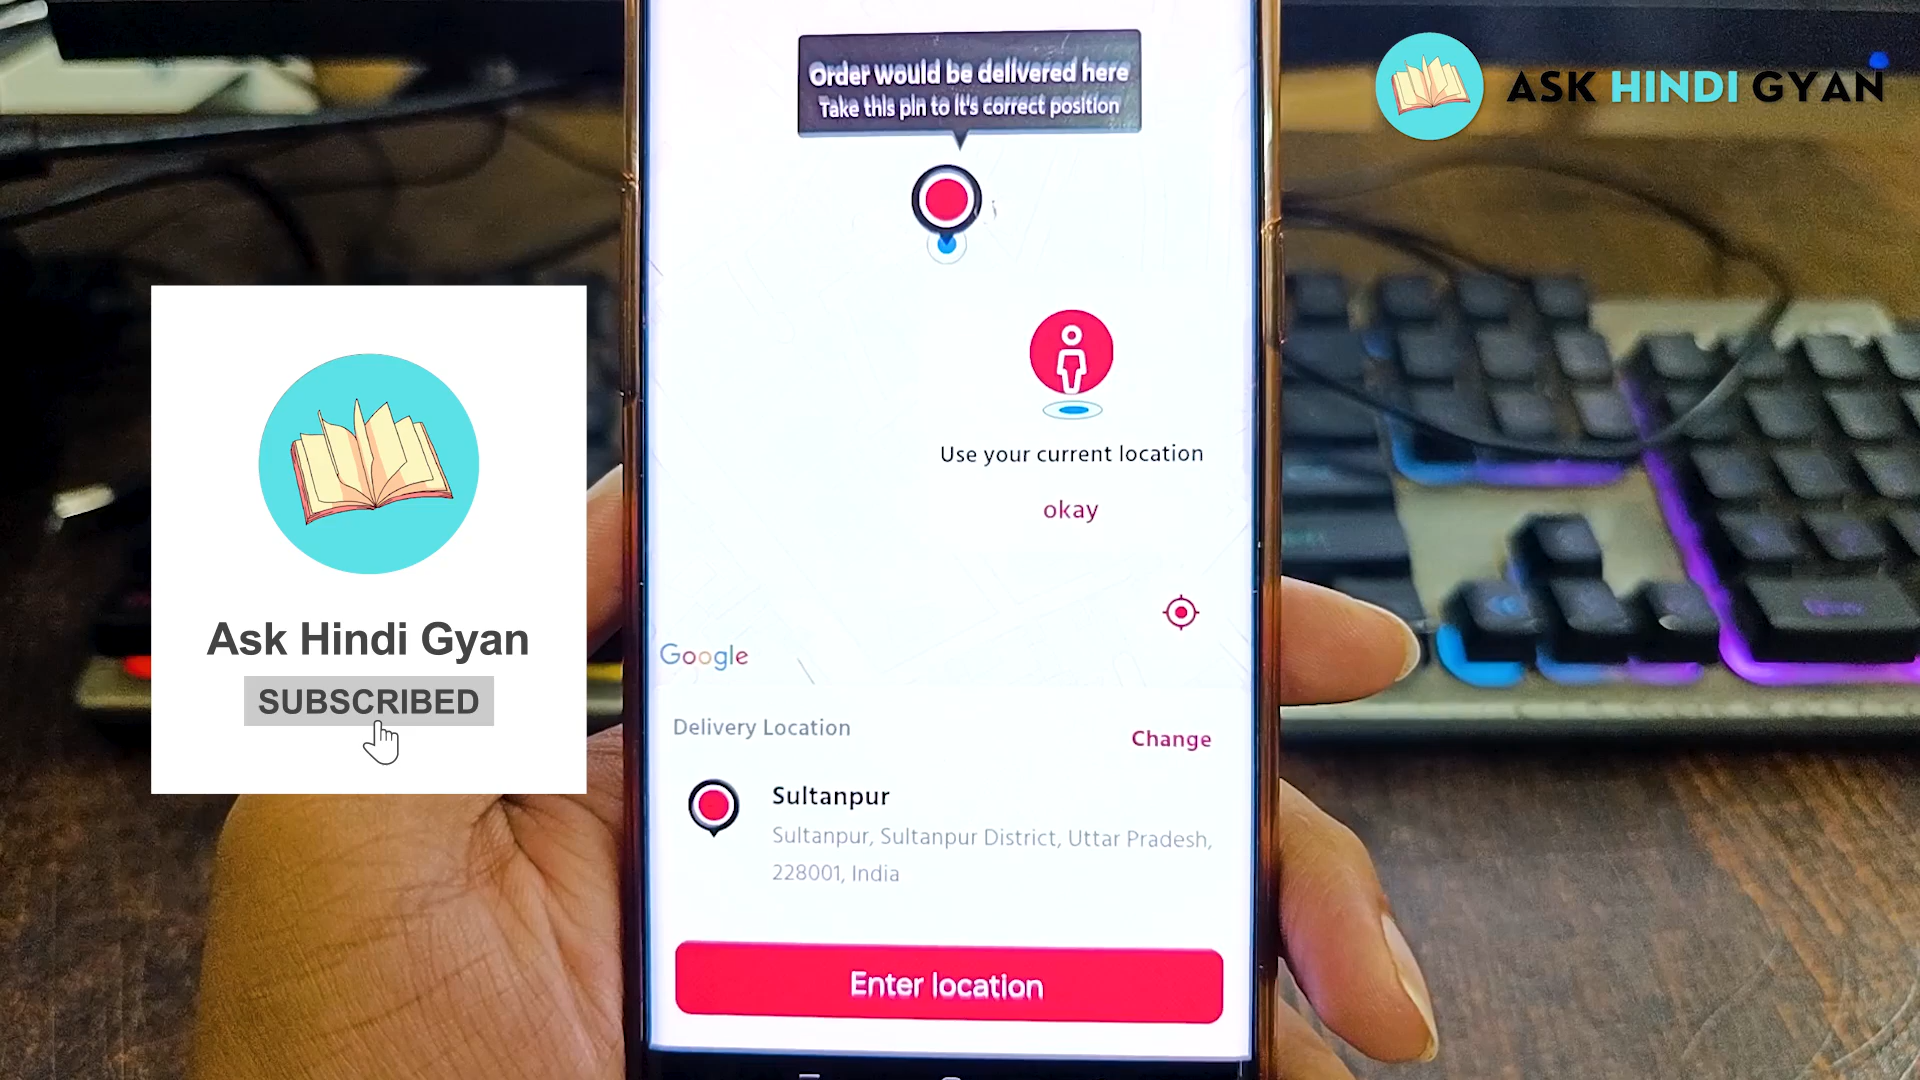 Order would be delivered here
Take this pin to it's correct position
ASK HINDI GYAN
Use your current location
okay
Google
Ask Hindi Gyan
SUBSCRIBED
Delivery Location
Change
Sultanpur
Sultanpur, Sultanpur District, Uttar Pradesh,
228001, India
Enter location